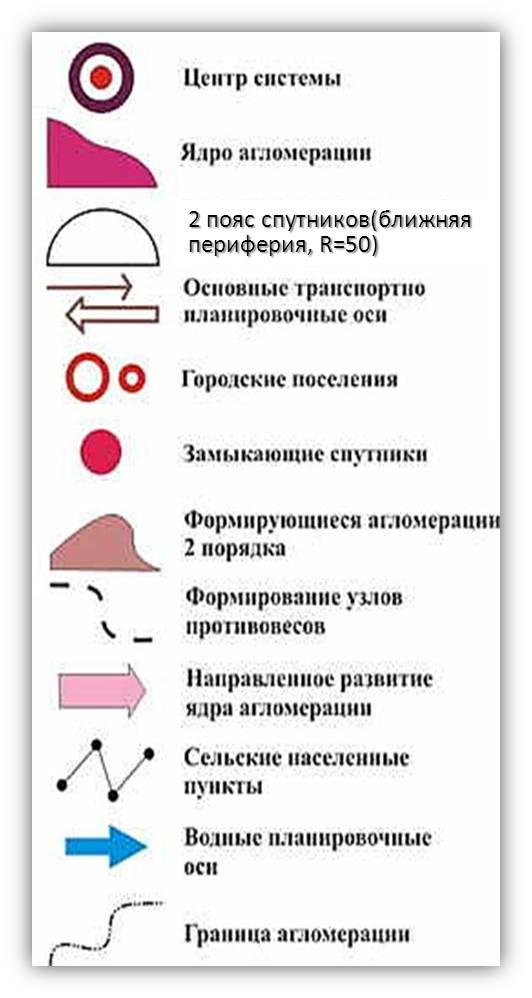 Центр системы
Ядро агломерации
2 пояс спутников(ближняя
периферия, R=50)
Основные транспортно
планировочные оси
Городские поселения
Замыкающие спутники
Формирующиеся агломерации
2 порядка
Формирование узлов
противовесов
Направленное развитие
ядра агломерации
Сельские населенные
пункты
Водные планировочные
оси
Граница агломерации